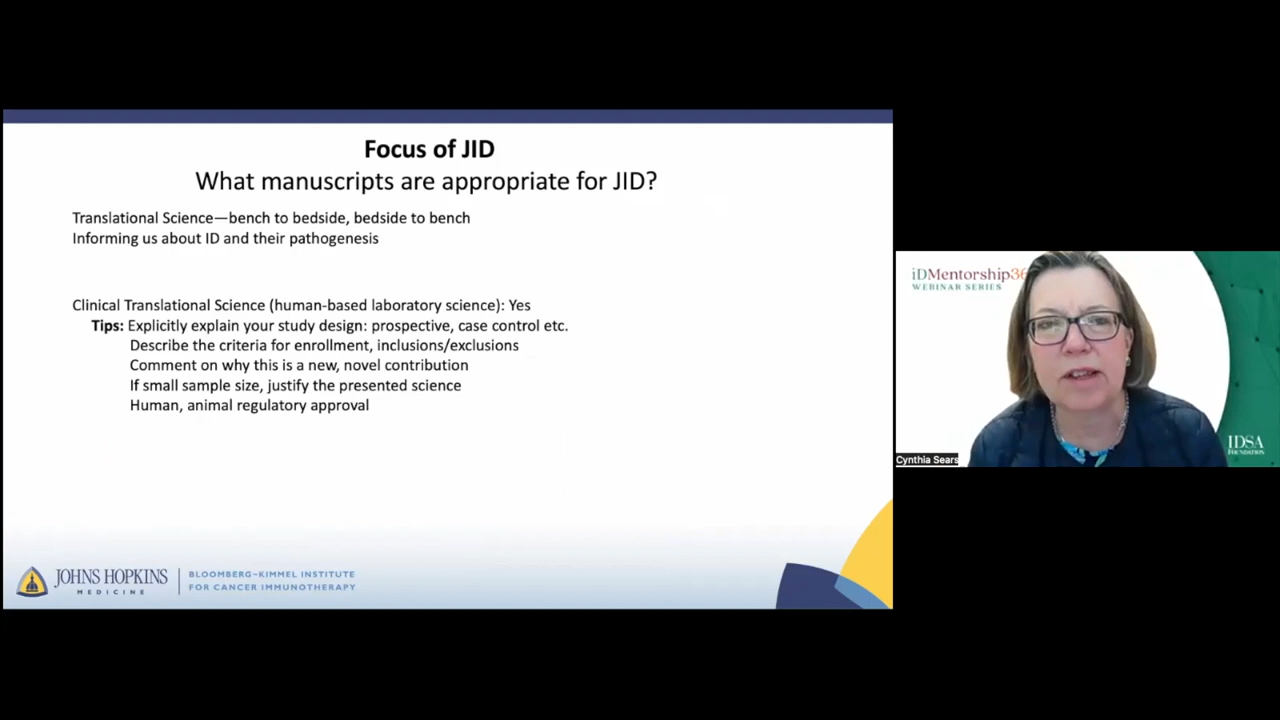 Focus of JID
What manuscripts are appropriate for JID?
Translational Science—bench to bedside, bedside to bench
Informing us about ID and their pathogenesis
Clinical Translational Science (human-based laboratory science): Yes
Tips: Explicitly explain your study design: prospective, case control etc.
Describe the criteria for enrollment, inclusions/exclusions
Comment on why this is a new, novel contribution
If small sample size, justify the presented science
Human, animal regulatory approval
JOHNS HOPKINS
MEDICINE
BLOOMBERG~KIMMEL INSTITUTE
FOR CANCER IMMUNOTHERAPY
iDMentorship36
WEBINAR SERIES
IDSA
FOUNDATION
Cynthia Sears